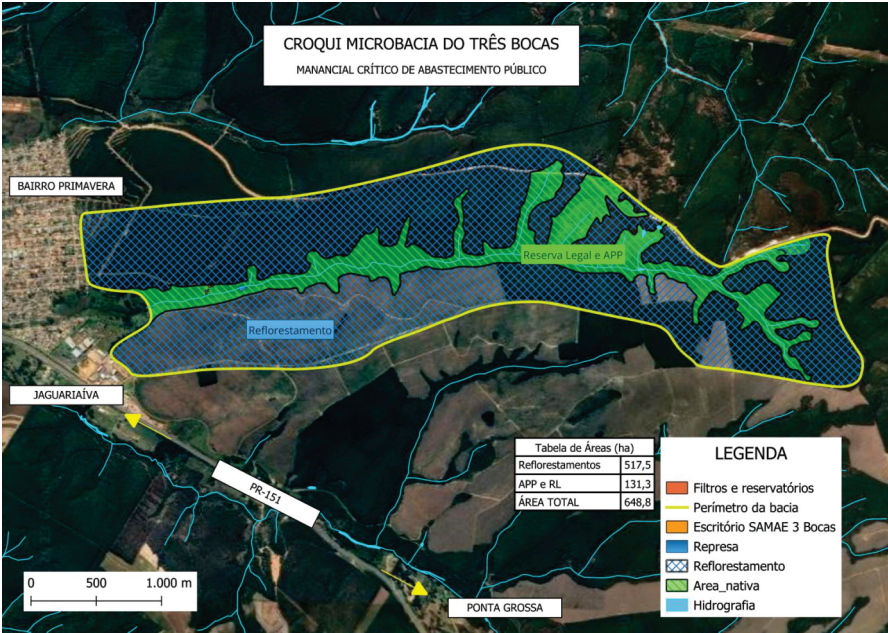 CROQUI MICROBACIA DO TRÊS BOCAS
MANANCIAL CRÍTICO DE ABASTECIMENTO PÚBLICO
BAIRRO PRIMAVERA
Reserva Legal e APP
Reflorestamento
JAGUARIAÍVA
PR-151
PONTA GROSSA
Tabela de Áreas (ha)
Reflorestamentos 517,5
APP e RL 131,3
ÁREA TOTAL 648,8
LEGENDA
Filtros e reservatórios
Perímetro da bacia
Escritório SAMAE 3 Bocas
Represa
Reflorestamento
Area_nativa
Hidrografia
0 500 1.000 m